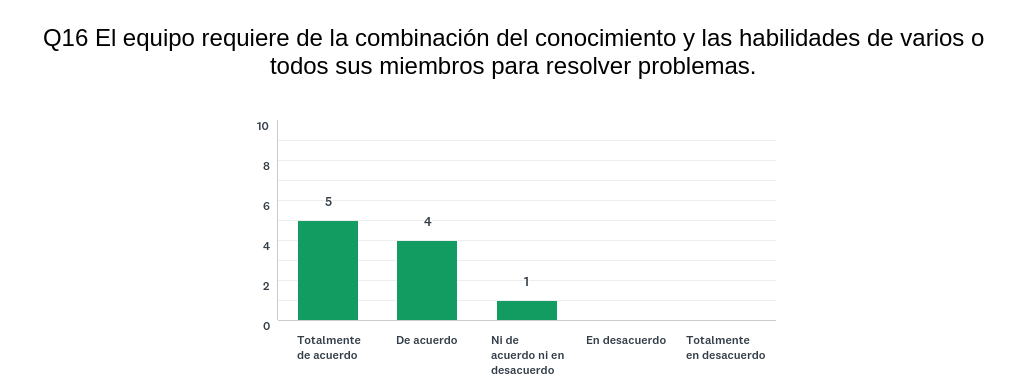 Q16 El equipo requiere de la combinación del conocimiento y las habilidades de varios o
todos sus miembros para resolver problemas.
10
8
6
4
2
0
5
4
1
Totalmente
de acuerdo
De acuerdo
Ni de
acuerdo ni en
desacuerdo
En desacuerdo
Totalmente
en desacuerdo